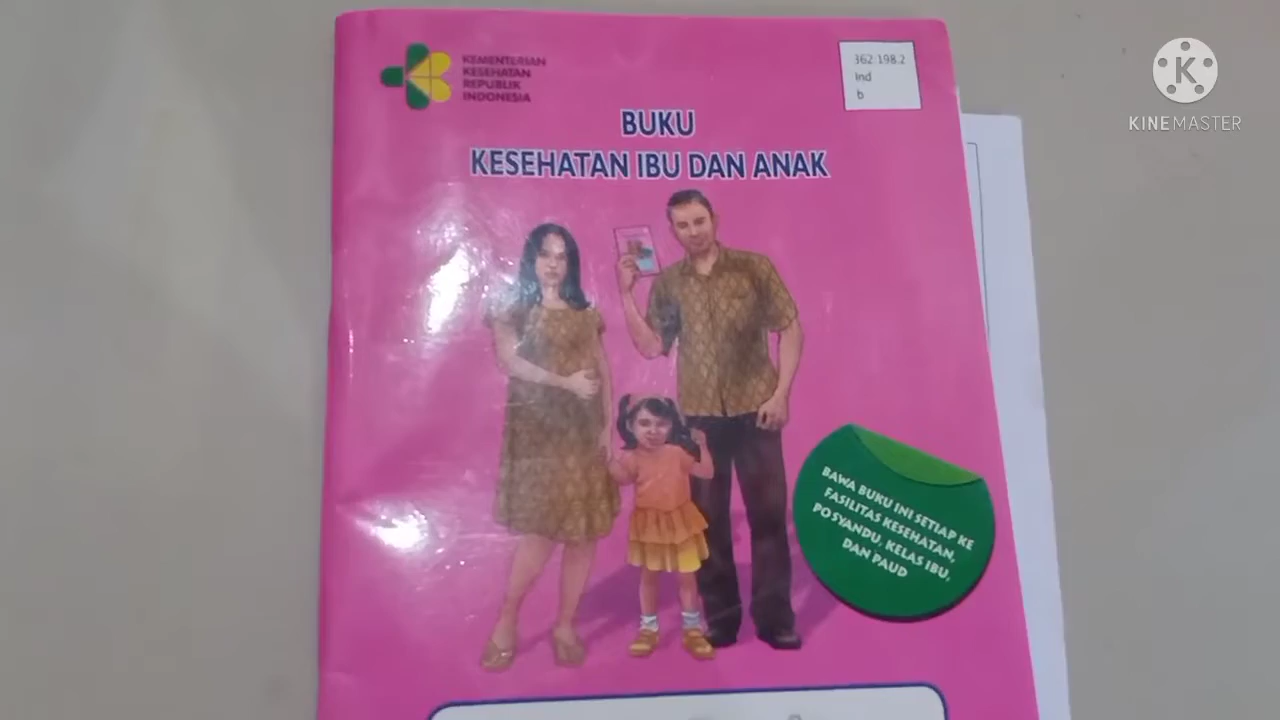 KEMENTERIAN
KESEHATAN
REPUBLIK
INDONESIA
362.198.2
Ind
b
BUKU
KESEHATAN IBU DAN ANAK
BAWA BUKU INI SETIAP KE
FASILITAS KESEHATAN,
POSYANDU, KELAS IBU,
DAN PAUD
K
KINEMASTER